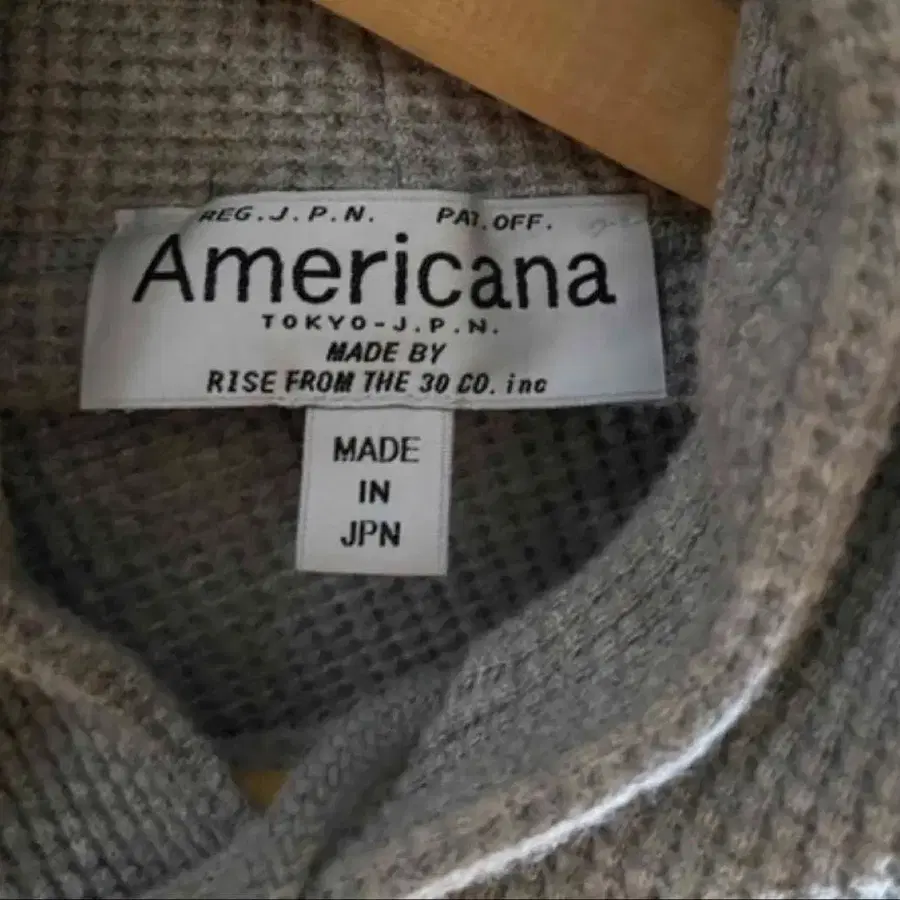 REG.J.P.N. PAT.OFF.
Americana
TOKYO-J.P.N.
MADE BY
RISE FROM THE 30 CO. inc
MADE
IN
JPN